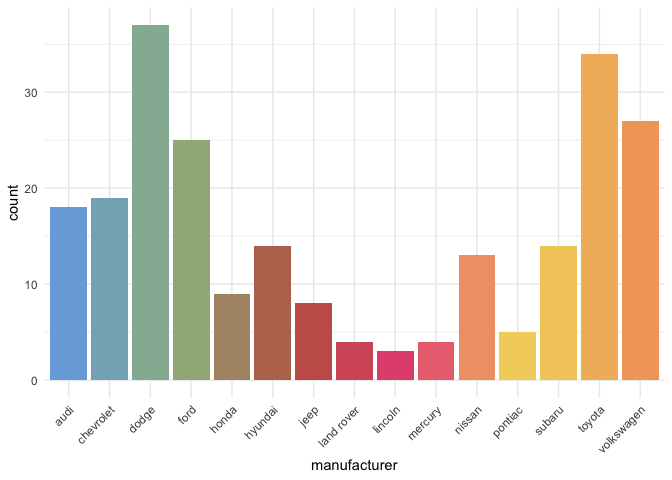 count
30
20
10
0
audi
chevrolet
dodge
ford
honda
hyundai
jeep
land rover
lincoln
mercury
nissan
pontiac
subaru
toyota
volkswagen
manufacturer